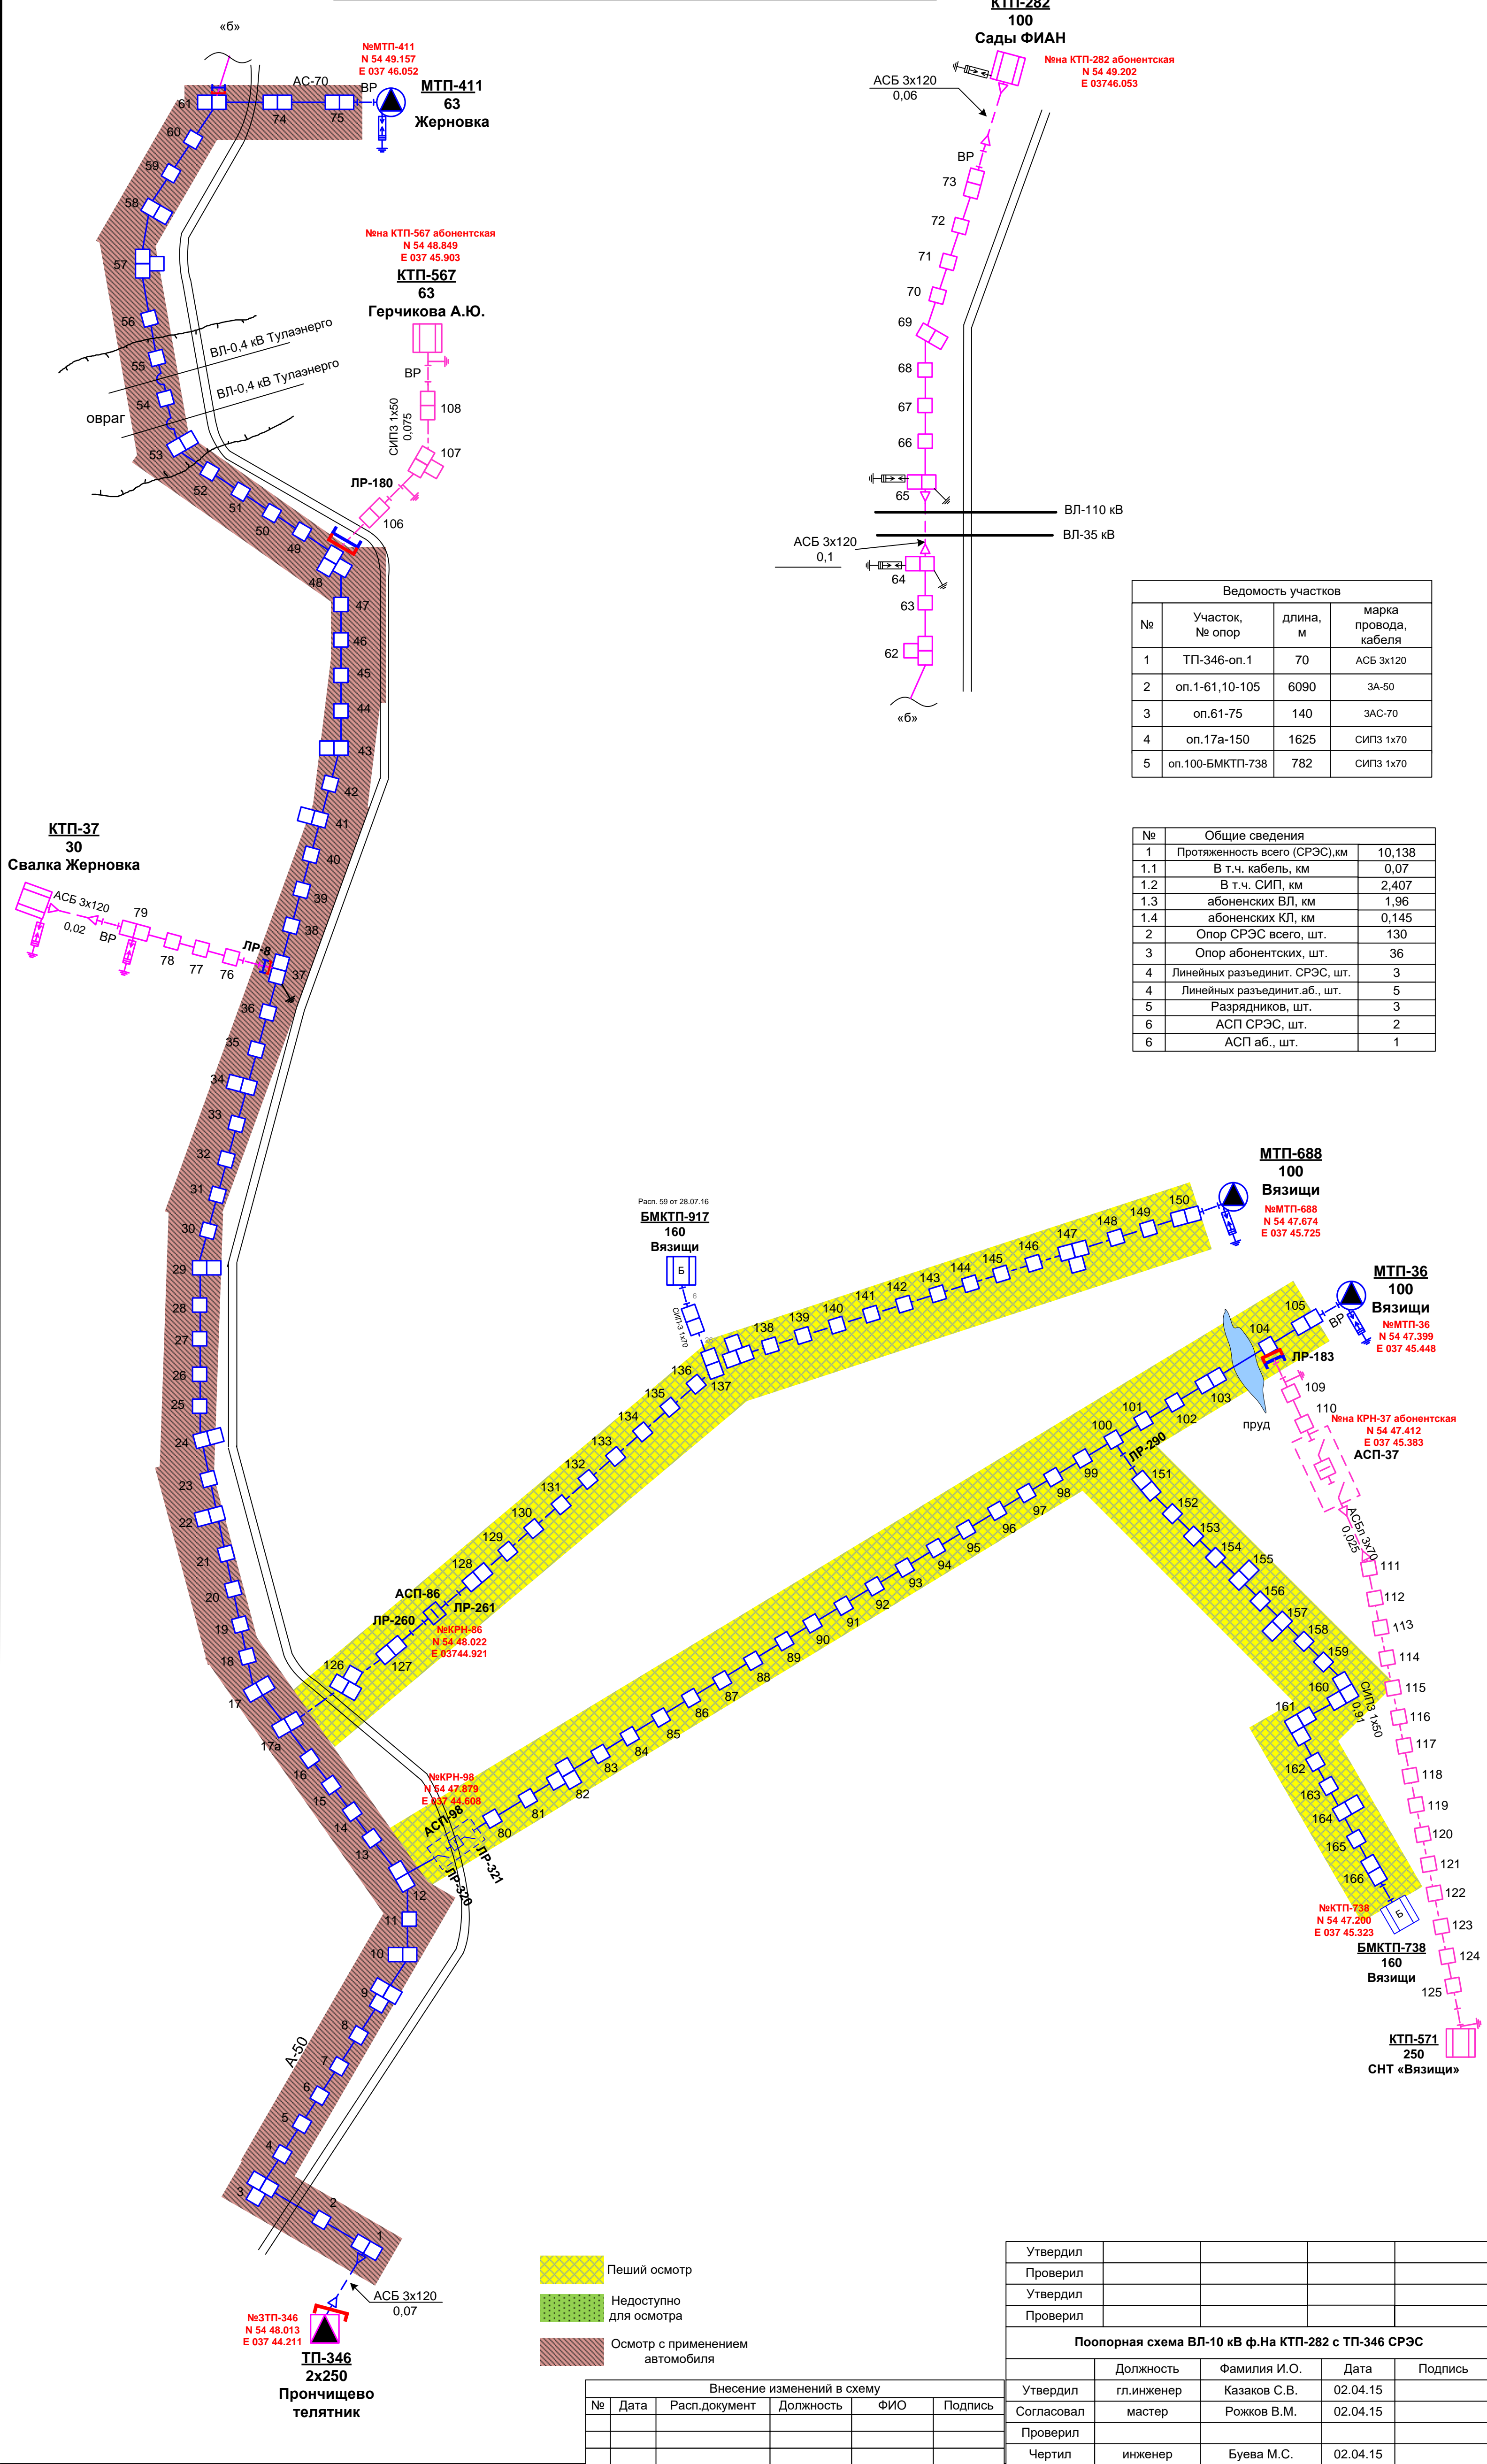 «б»
№МТП-411
N 54 49.157
E 037 46.052
АС-70
ВР
МТП-411
63
Жерновка
61
74
75
60
59
58
57
56
55
54
53
52
51
50
49
48
ВЛ-0,4 кВ Тулаэнерго
ВЛ-0,4 кВ Тулаэнерго
овраг
№на КТП-567 абонентская
N 54 48.849
E 037 45.903
КТП-567
63
Герчикова А.Ю.
ВР
108
СИП3 1х50
0,075
107
ЛР-180
106
КТП-282
100
Сады ФИАН
№на КТП-282 абонентская
N 54 49.202
E 03746.053
АСБ 3х120
0,06
ВР
73
72
71
70
69
68
67
66
65
ВЛ-110 кВ
ВЛ-35 кВ
АСБ 3х120
0,1
64
63
62
«б»
Ведомость участков
№ Участок, № опор длина, м марка провода, кабеля
1 ТП-346-оп.1 70 АСБ 3х120
2 оп.1-61,10-105 6090 3А-50
3 оп.61-75 140 3АС-70
4 оп.17а-150 1625 СИП3 1х70
5 оп.100-БМКТП-738 782 СИП3 1х70
№ Общие сведения
1 Протяженность всего (СРЭС),км 10,138
1.1 В т.ч. кабель, км 0,07
1.2 В т.ч. СИП, км 2,407
1.3 абоненских ВЛ, км 1,96
1.4 абоненских КЛ, км 0,145
2 Опор СРЭС всего, шт. 130
3 Опор абонентских, шт. 36
4 Линейных разъединит. СРЭС, шт. 3
4 Линейных разъединит.аб., шт. 5
5 Разрядников, шт. 3
6 АСП СРЭС, шт. 2
6 АСП аб., шт. 1
47
46
45
44
43
42
41
40
39
38
37
КТП-37
30
Свалка Жерновка
АСБ 3х120
0,02
ВР
79
78
77
76
ЛР-8
36
35
34
33
32
31
30
29
28
27
26
25
24
23
22
21
20
19
18
17
17а
16
15
14
13
12
11
10
9
8
7
6
5
4
3
2
1
А-50
Расп. 59 от 28.07.16
БМКТП-917
160
Вязищи
Б
6
СИП-3 1х70
МТП-688
100
Вязищи
№МТП-688
N 54 47.674
E 037 45.725
150
149
148
147
146
145
144
143
142
141
140
139
138
137
136
135
134
133
132
131
130
129
128
АСП-86
ЛР-260
ЛР-261
№КРН-86
N 54 48.022
E 03744.921
127
126
МТП-36
100
Вязищи
№МТП-36
N 54 47.399
E 037 45.448
ВР
105
104
ЛР-183
пруд
103
102
101
100
ЛР-290
99
98
97
96
95
94
93
92
91
90
89
88
87
86
85
84
83
82
81
80
№КРН-98
N 54 47.879
E 037 44.608
АСП-98
ЛР-321
ЛР-320
109
110
№на КРН-37 абонентская
N 54 47.412
E 037 45.383
АСП-37
АСБл 3х70
0,025
111
112
113
114
115
116
117
118
119
120
121
122
123
124
125
КТП-571
250
СНТ «Вязищи»
151
152
153
154
155
156
157
158
159
160
СИП3 1х50
0,91
161
162
163
164
165
166
№КТП-738
N 54 47.200
E 037 45.323
Б
БМКТП-738
160
Вязищи
АСБ 3х120
0,07
№ЗТП-346
N 54 48.013
E 037 44.211
ТП-346
2х250
Прончищево
телятник
Пеший осмотр
Недоступно
для осмотра
Осмотр с применением
автомобиля
Внесение изменений в схему
№ Дата Расп.документ Должность ФИО Подпись
Утвердил
Проверил
Утвердил
Проверил
Поопорная схема ВЛ-10 кВ ф.На КТП-282 с ТП-346 СРЭС
Должность Фамилия И.О. Дата Подпись
Утвердил гл.инженер Казаков С.В. 02.04.15
Согласовал мастер Рожков В.М. 02.04.15
Проверил
Чертил инженер Буева М.С. 02.04.15